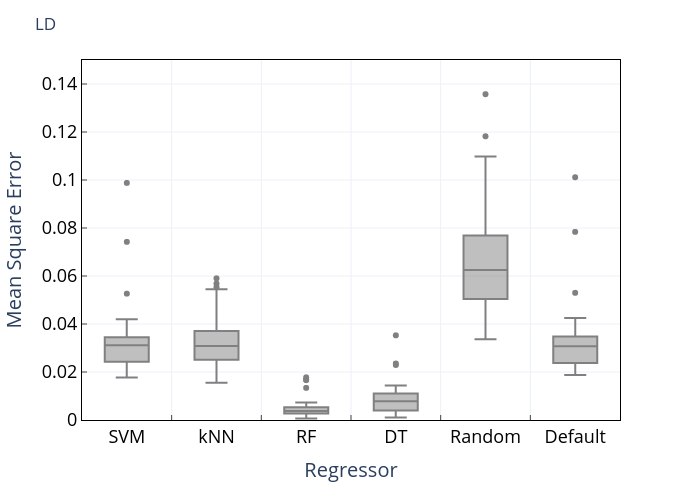 LD
Mean Square Error
0.14
0.12
0.1
0.08
0.06
0.04
0.02
0
SVM kNN RF DT Random Default
Regressor